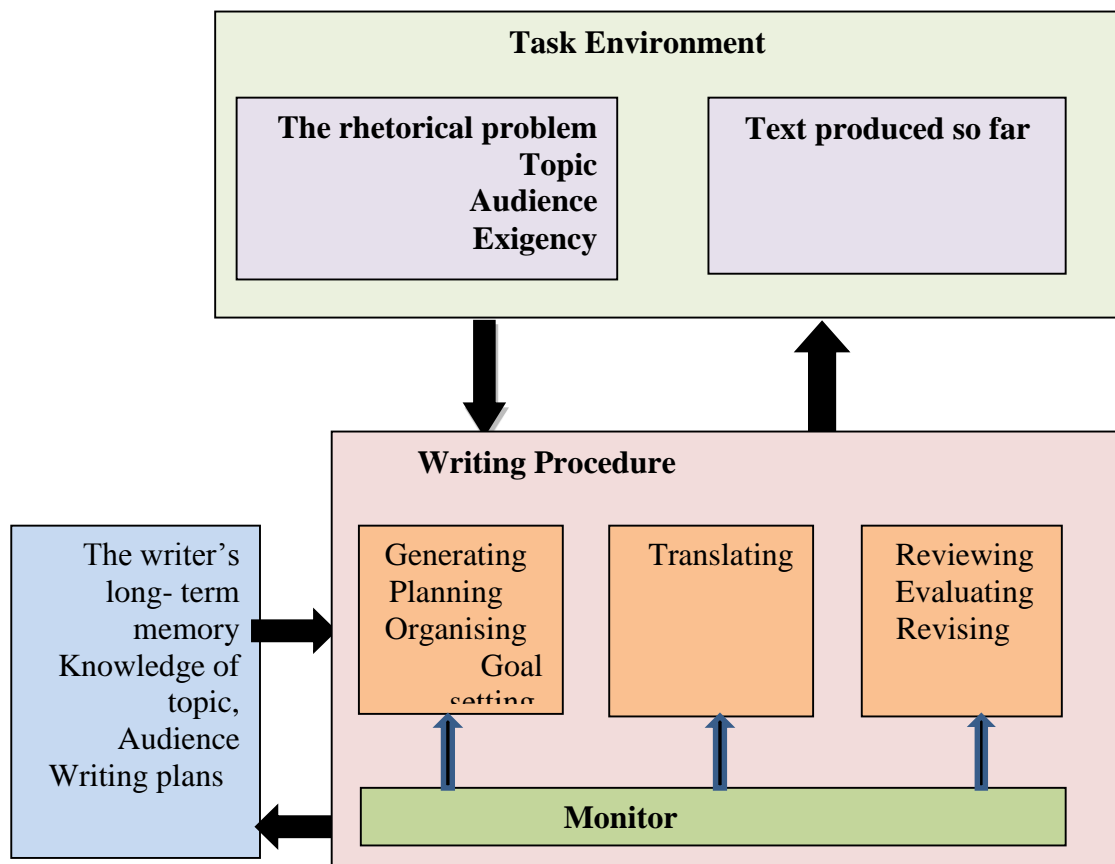 Task Environment
The rhetorical problem
Topic
Audience
Exigency
Text produced so far
Writing Procedure
The writer’s
long- term
memory
Knowledge of
topic,
Audience
Writing plans
Generating
Planning
Organising
Goal
setting
Translating
Reviewing
Evaluating
Revising
Monitor